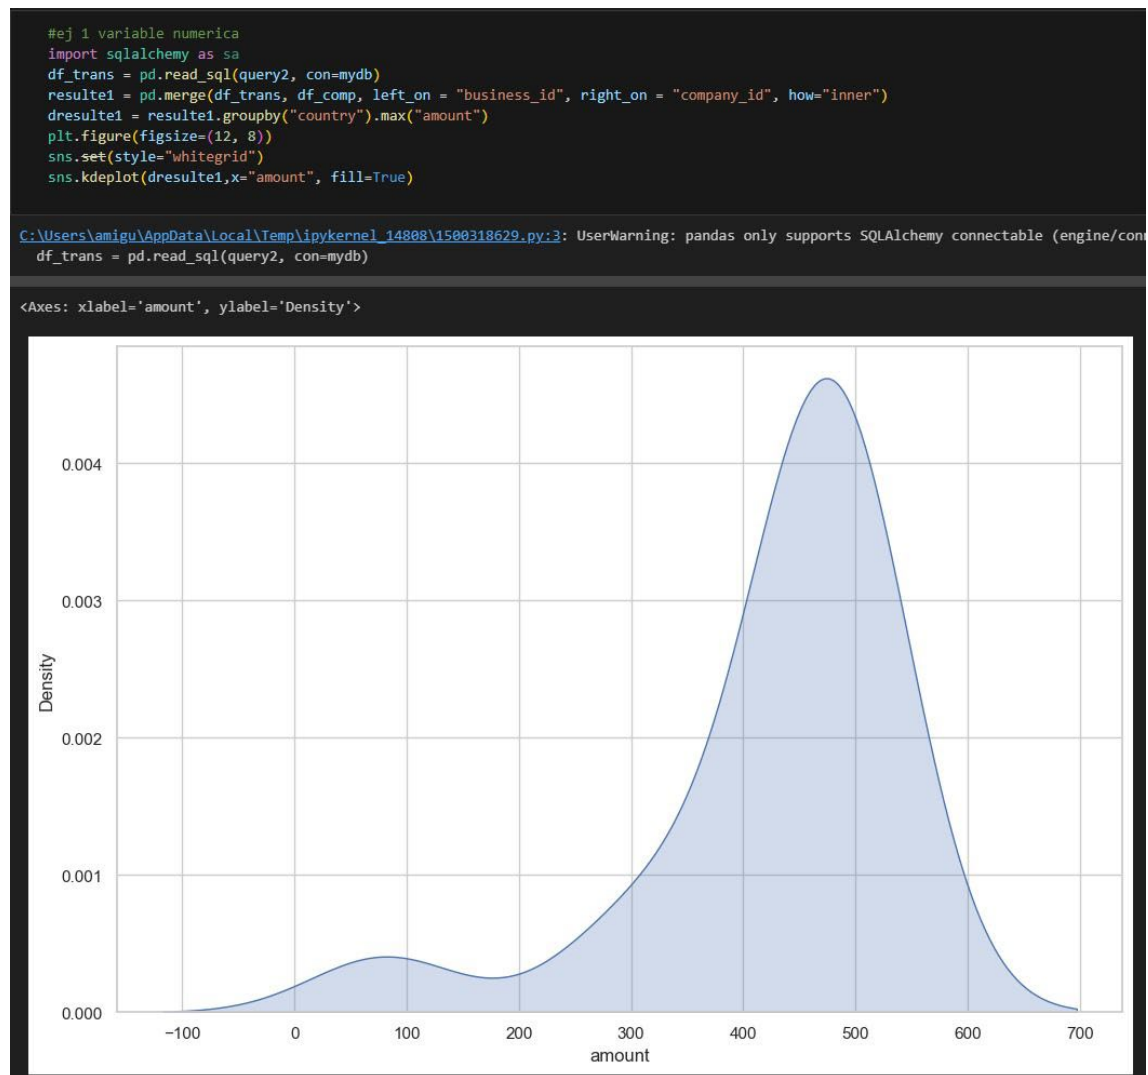 #ej 1 variable numerica
import sqlalchemy as sa
df_trans = pd.read_sql(query2, con=mydb)
resulte1 = pd.merge(df_trans, df_comp, left_on = "business_id", right_on = "company_id", how="inner")
dresulte1 = resulte1.groupby("country").max("amount")
plt.figure(figsize=(12, 8))
sns.set(style="whitegrid")
sns.kdeplot(dresulte1,x="amount", fill=True)
C:\Users\amigu\AppData\Local\Temp\ipykernel_14808\1500318629.py:3: UserWarning: pandas only supports SQLAlchemy connectable (engine/con
df_trans = pd.read_sql(query2, con=mydb)
<Axes: xlabel='amount', ylabel='Density'>
0.004
0.003
0.002
0.001
0.000
Density
−100 0 100 200 300 400 500 600 700
amount